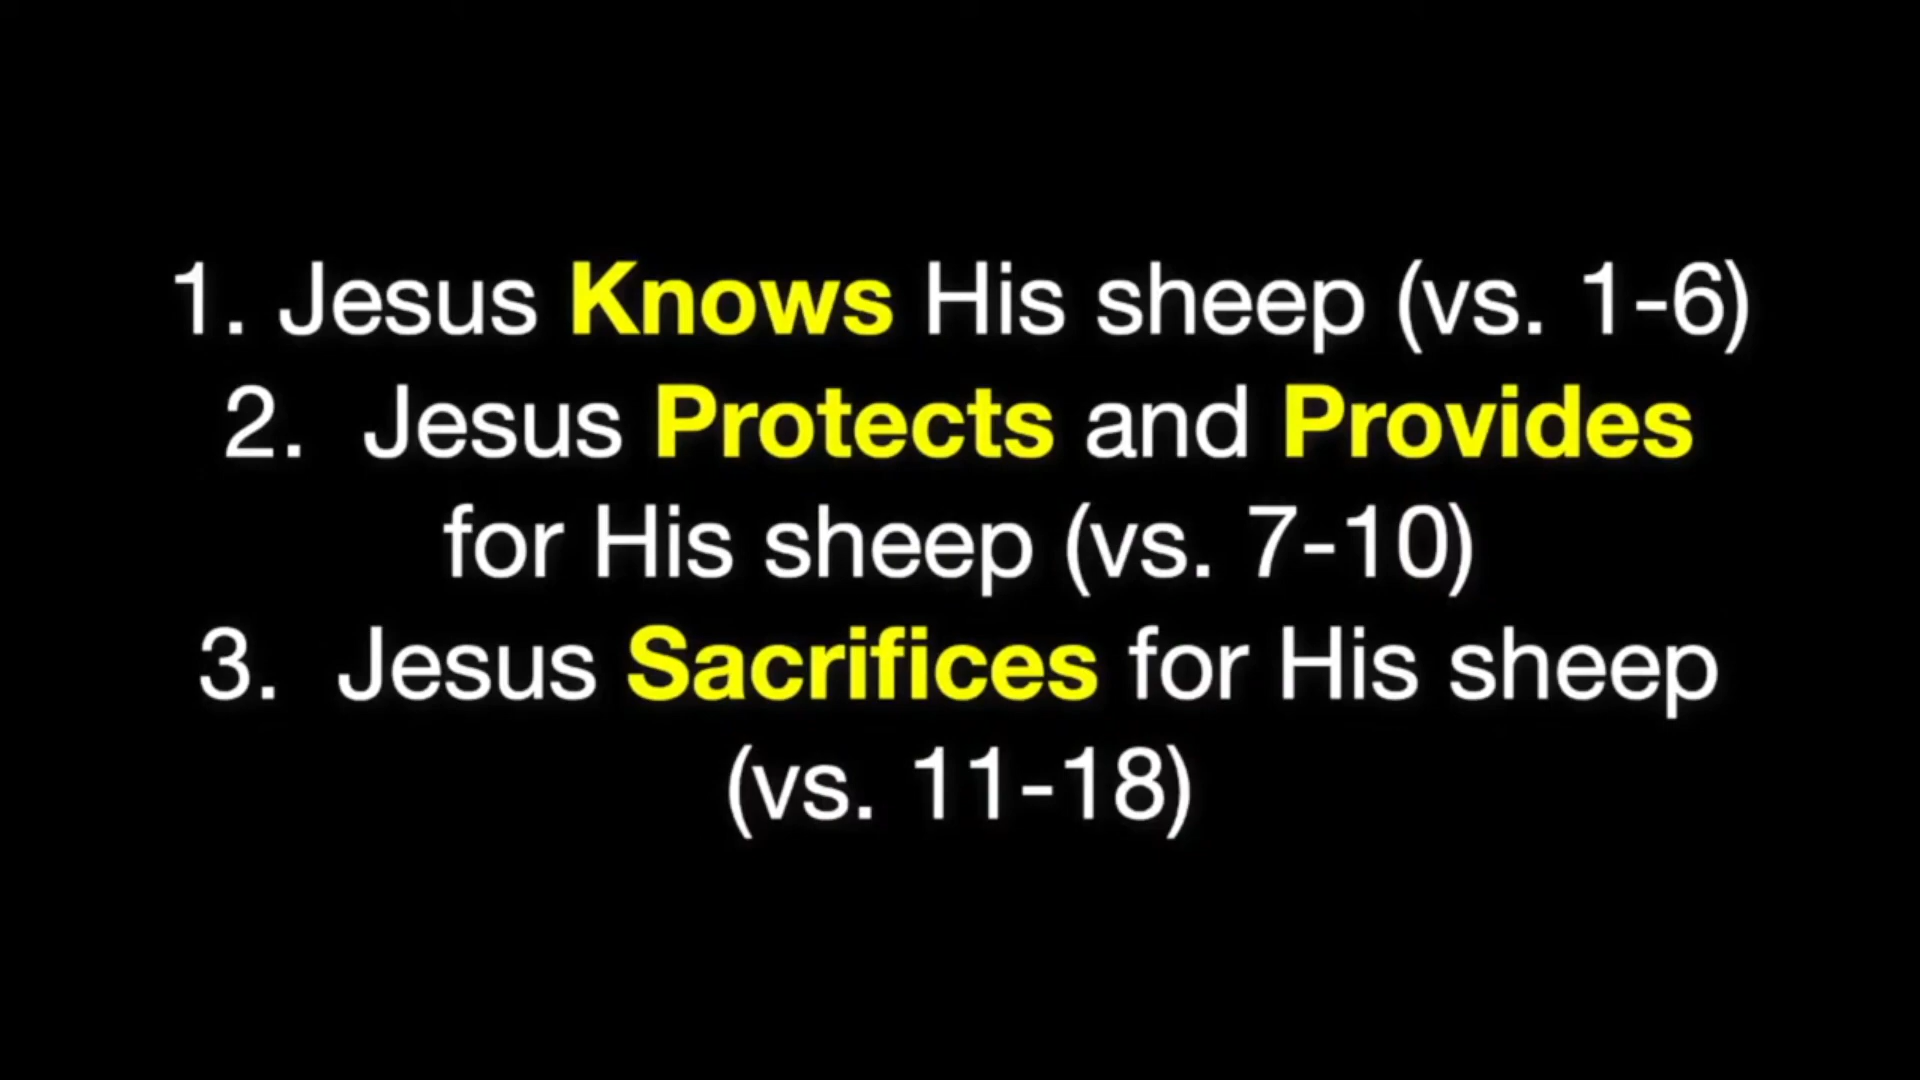 1. Jesus Knows His sheep (vs. 1-6)
2. Jesus Protects and Provides
for His sheep (vs. 7-10)
3. Jesus Sacrifices for His sheep
(vs. 11-18)